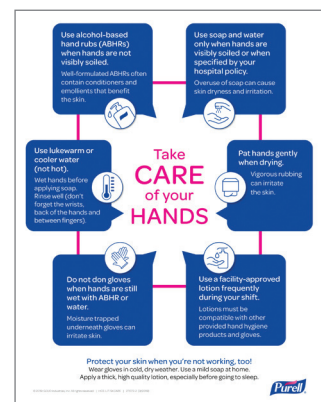 Use alcohol-based
hand rubs (ABHRs)
when hands are
not visibly soiled.
Well-formulated ABHRs often
contain conditioners and
emollients that benefit
the skin.
Use soap and water
only when hands are
visibly soiled or when
specified by your
hospital policy.
Overuse of soap can cause
skin dryness and irritation.
Use lukewarm or
cooler water
(not hot).
Wet hands before
applying soap.
Rinse well (don't
forget the wrists,
back of the hands and
between fingers).
Take
CARE
of your
HANDS
Pat hands gently
when drying.
Vigorous rubbing
can irritate
the skin.
Do not don gloves
when hands are still
wet with ABHR or
water.
Moisture trapped
underneath gloves can
irritate skin.
Use a facility-approved
lotion frequently
during your shift.
Lotions must be
compatible with other
provided hand hygiene
products and gloves.
Protect your skin when you're not working, too!
Wear gloves in cold, dry weather. Use a mild soap at home.
Apply a thick, high quality lotion, especially before going to sleep.
Purell